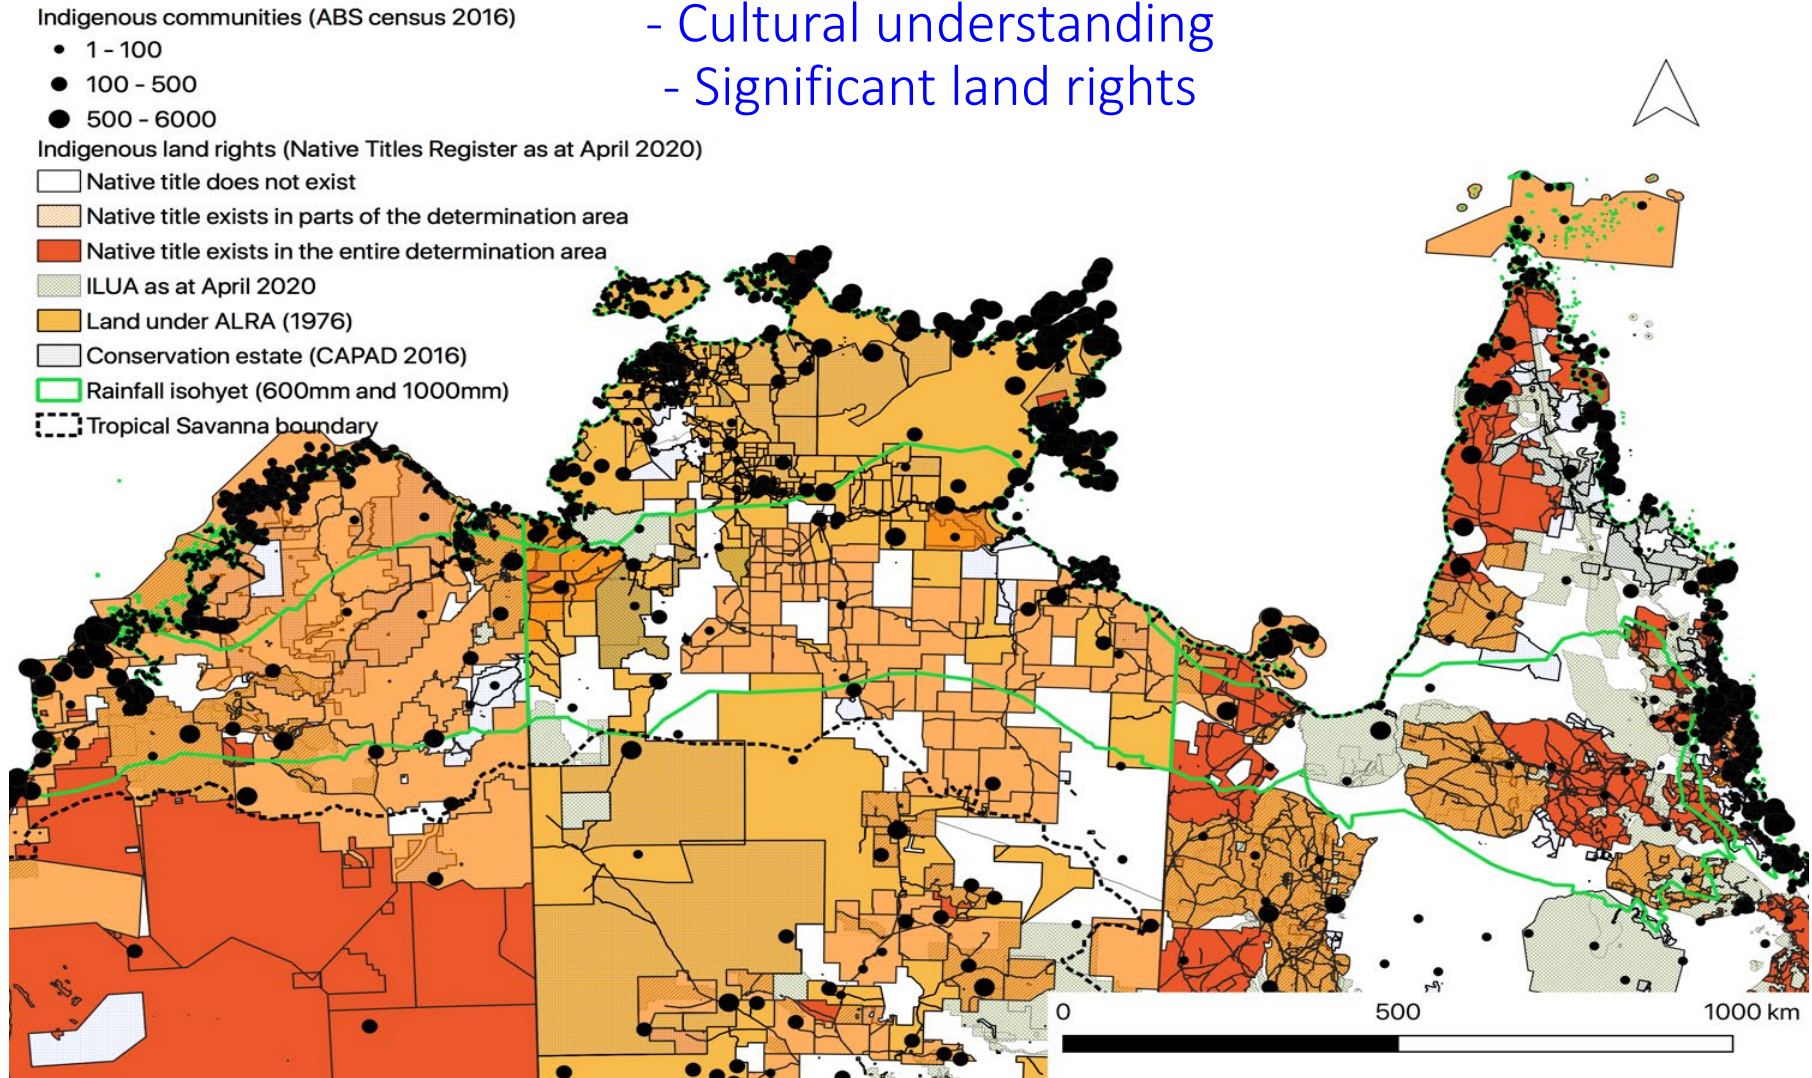 Indigenous communities (ABS census 2016)
1 - 100
100 - 500
500 - 6000
- Cultural understanding
- Significant land rights
Indigenous land rights (Native Titles Register as at April 2020)
Native title does not exist
Native title exists in parts of the determination area
Native title exists in the entire determination area
ILUA as at April 2020
Land under ALRA (1976)
Conservation estate (CAPAD 2016)
Rainfall isohyet (600mm and 1000mm)
Tropical Savanna boundary
0 500 1000 km